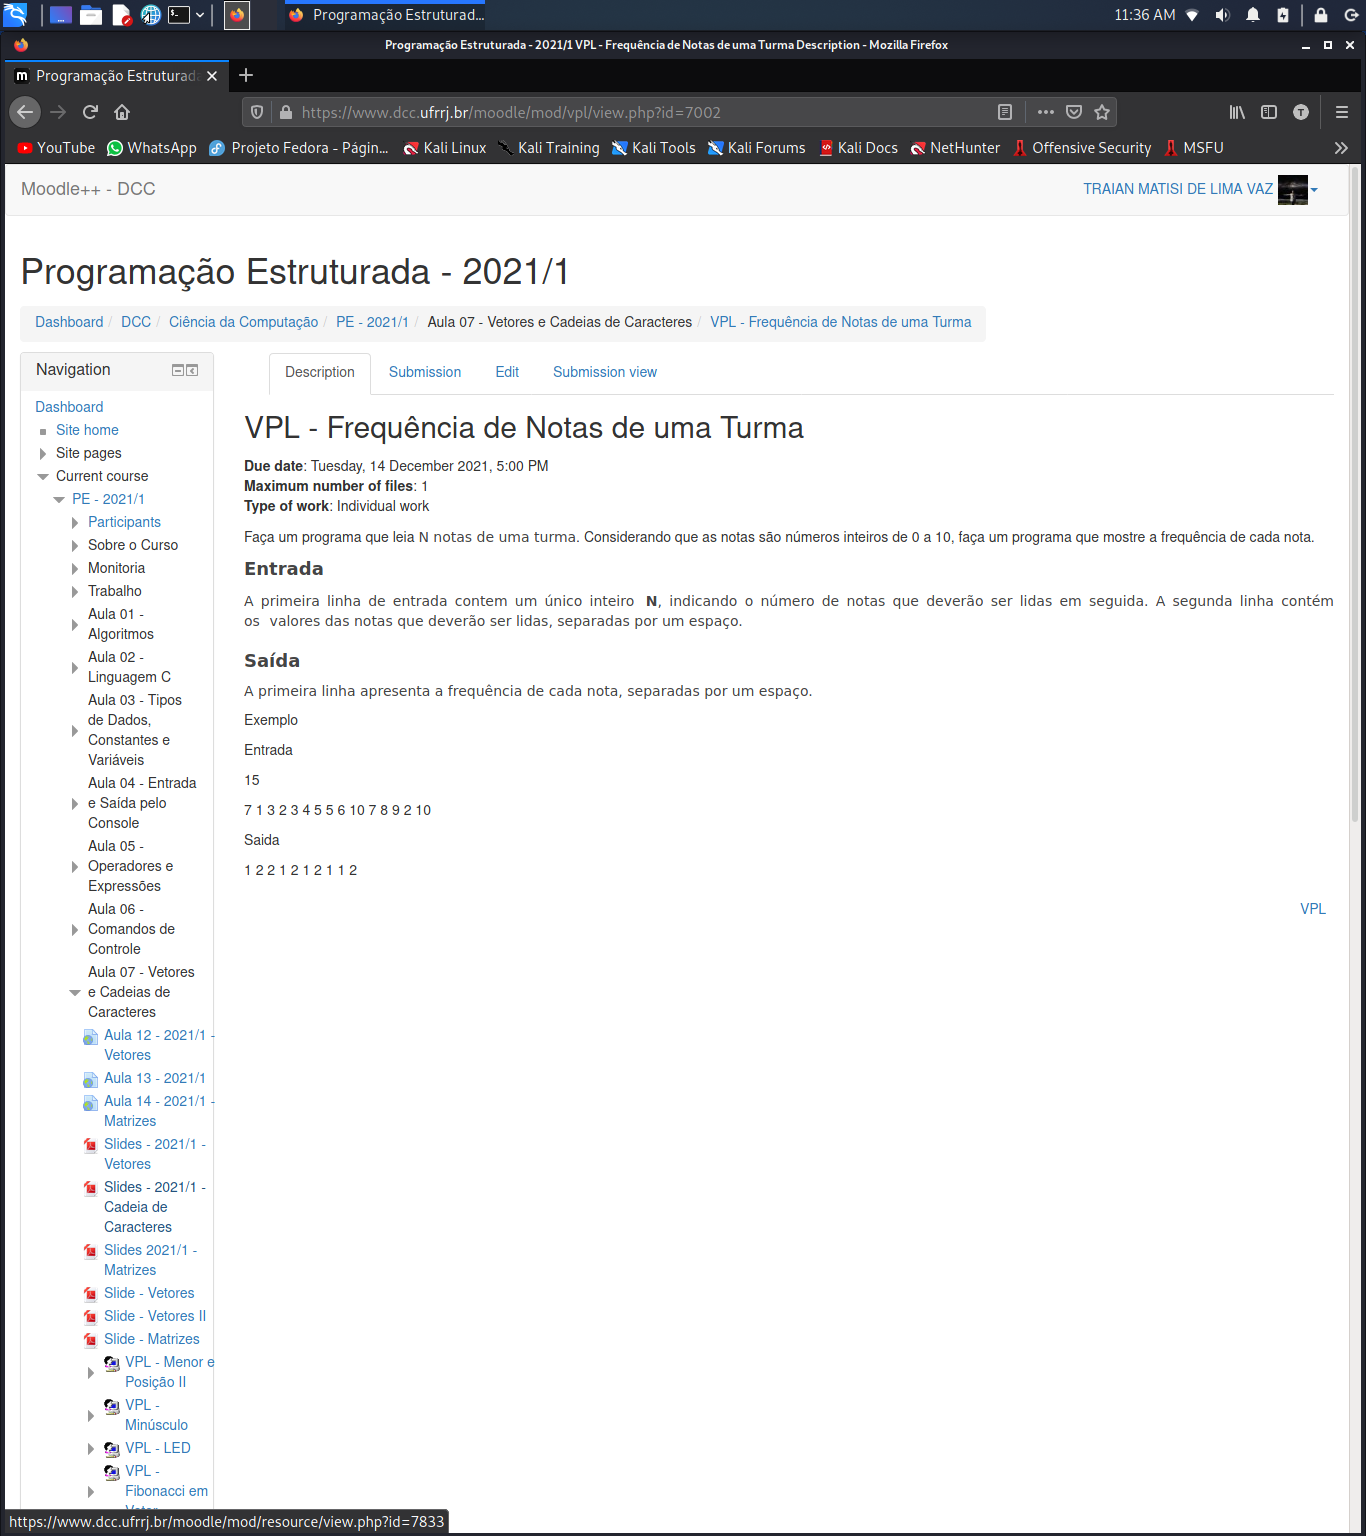 11:36 AM
Programação Estruturad...
Programação Estruturada - 2021/1 VPL - Frequência de Notas de uma Turma Description - Mozilla Firefox
Programação Estruturad
https://www.dcc.ufrrj.br/moodle/mod/vpl/view.php?id=7002
YouTube WhatsApp Projeto Fedora - Págin... Kali Linux Kali Training Kali Tools Kali Forums Kali Docs NetHunter Offensive Security MSFU
Moodle++ - DCC
TRAIAN MATISI DE LIMA VAZ
Programação Estruturada - 2021/1
Dashboard / DCC / Ciência da Computação / PE - 2021/1 / Aula 07 - Vetores e Cadeias de Caracteres / VPL - Frequência de Notas de uma Turma
Navigation
Dashboard
Site home
Site pages
Current course
PE - 2021/1
Participants
Sobre o Curso
Monitoria
Trabalho
Aula 01 -
Algoritmos
Aula 02 -
Linguagem C
Aula 03 - Tipos
de Dados,
Constantes e
Variáveis
Aula 04 - Entrada
e Saída pelo
Console
Aula 05 -
Operadores e
Expressões
Aula 06 -
Comandos de
Controle
Aula 07 - Vetores
e Cadeias de
Caracteres
Aula 12 - 2021/1 -
Vetores
Aula 13 - 2021/1
Aula 14 - 2021/1 -
Matrizes
Slides - 2021/1 -
Vetores
Slides - 2021/1 -
Cadeia de
Caracteres
Slides 2021/1 -
Matrizes
Slide - Vetores
Slide - Vetores II
Slide - Matrizes
VPL - Menor e
Posição II
VPL -
Minúsculo
VPL - LED
VPL -
Fibonacci em
Description Submission Edit Submission view
VPL - Frequência de Notas de uma Turma
Due date: Tuesday, 14 December 2021, 5:00 PM
Maximum number of files: 1
Type of work: Individual work
Faça um programa que leia N notas de uma turma. Considerando que as notas são números inteiros de 0 a 10, faça um programa que mostre a frequência de cada nota.
Entrada
A primeira linha de entrada contem um único inteiro N, indicando o número de notas que deverão ser lidas em seguida. A segunda linha contém
os valores das notas que deverão ser lidas, separadas por um espaço.
Saída
A primeira linha apresenta a frequência de cada nota, separadas por um espaço.
Exemplo
Entrada
15
7 1 3 2 3 4 5 5 6 10 7 8 9 2 10
Saida
1 2 2 1 2 1 2 1 1 2
VPL
https://www.dcc.ufrrj.br/moodle/mod/resource/view.php?id=7833